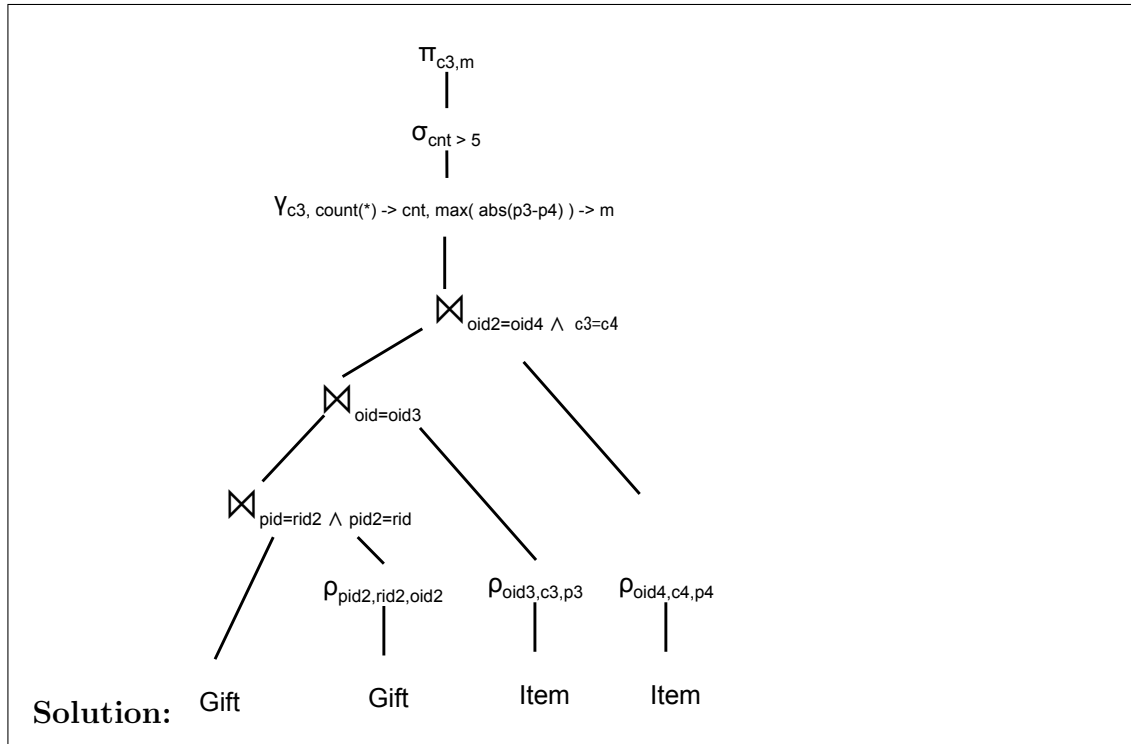 π c3,m
σ cnt > 5
γ c3, count(*) -> cnt, max( abs(p3-p4) ) -> m
⋈ oid2=oid4 ∧ c3=c4
⋈ oid=oid3
⋈ pid=rid2 ∧ pid2=rid
ρ pid2,rid2,oid2 ρ oid3,c3,p3 ρ oid4,c4,p4
Solution: Gift Gift Item Item